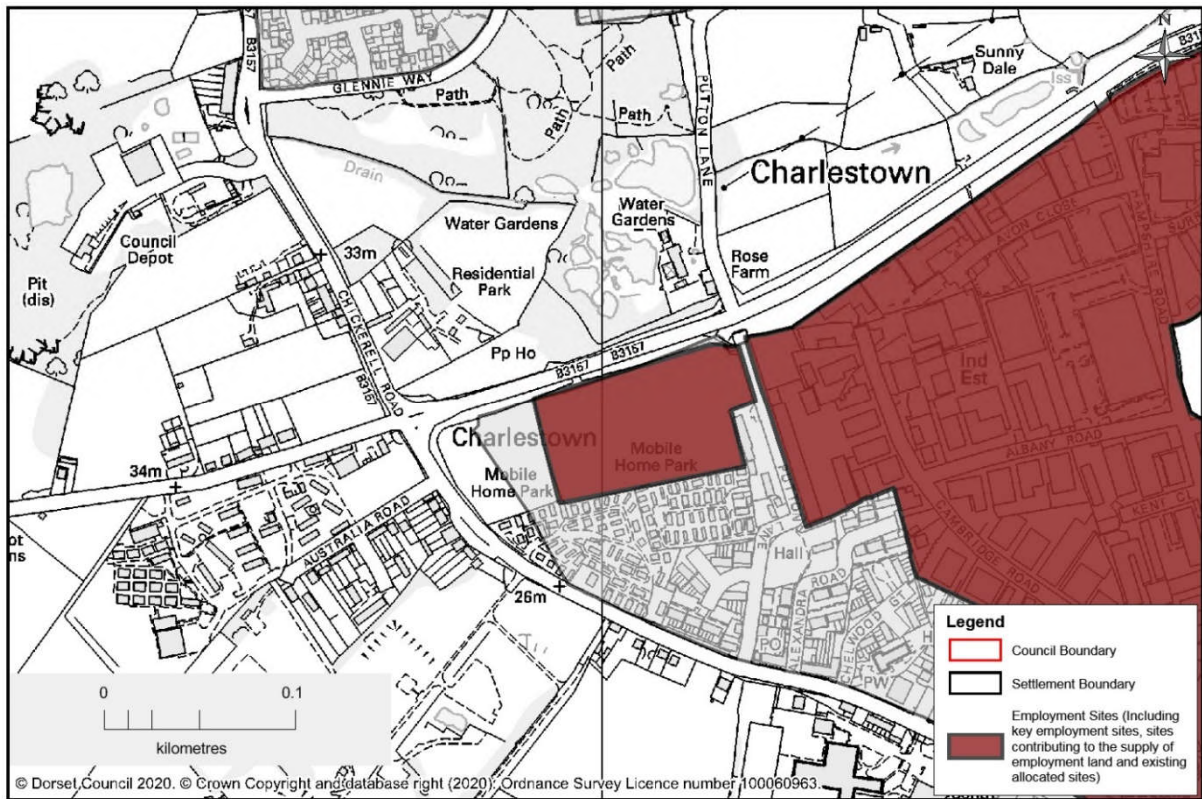 B3157
GLENNIE WAY
Path
Path
Path
Path
PUTTON LANE
Sunny
Dale
N
Iss
Drain
Charlestown
Council
Depot
Water Gardens
Water
Gardens
33m
Residential
Park
Rose
Farm
Pit
(dis)
CHICKERELL ROAD
B3157
Pp Ho
B3157
B3157
AVON CLOSE
Ind
Est
ALBANY ROAD
Charlestown
Mobile
Home Park
Mobile
Home Park
34m
AUSTRALIA ROAD
CAMBRIDGE ROAD
Hall
26m
ALEXANDRA ROAD
PO
CHELWOOD
PW
H
Legend
Council Boundary
Settlement Boundary
Employment Sites (Including
key employment sites, sites
contributing to the supply of
employment land and existing
allocated sites)
0 0.1
kilometres
© Dorset Council 2020. © Crown Copyright and database right (2020). Ordnance Survey Licence number 100060963.